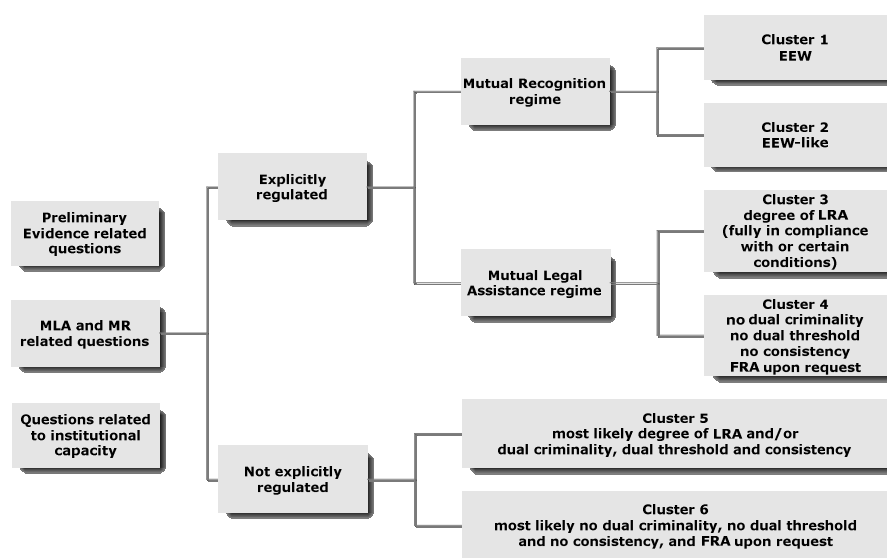 Cluster 1
EEW
Mutual Recognition
regime
Cluster 2
EEW-like
Explicitly
regulated
Cluster 3
degree of LRA
(fully in compliance
with or certain
conditions)
Preliminary
Evidence related
questions
Mutual Legal
Assistance regime
Cluster 4
no dual criminality
no dual threshold
no consistency
FRA upon request
MLA and MR
related questions
Questions related
to institutional
capacity
Cluster 5
most likely degree of LRA and/or
dual criminality, dual threshold and consistency
Not explicitly
regulated
Cluster 6
most likely no dual criminality, no dual threshold
and no consistency, and FRA upon request